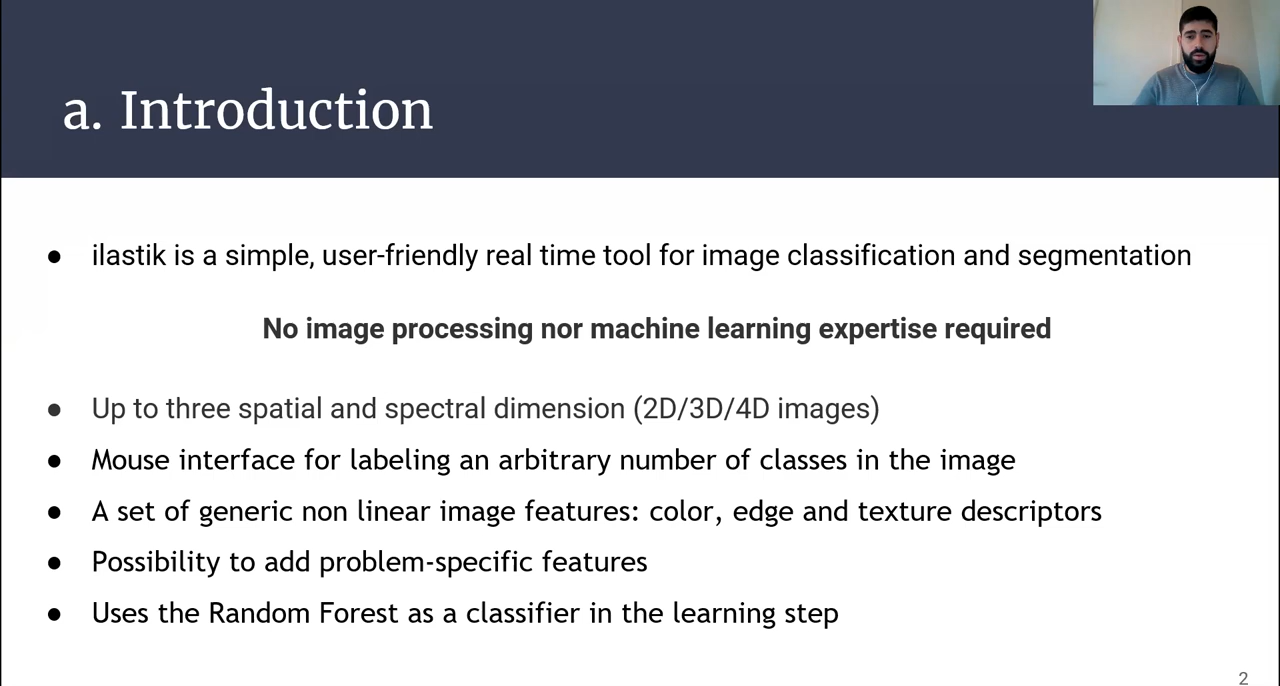 a. Introduction
● ilastik is a simple, user-friendly real time tool for image classification and segmentation
No image processing nor machine learning expertise required
● Up to three spatial and spectral dimension (2D/3D/4D images)
● Mouse interface for labeling an arbitrary number of classes in the image
● A set of generic non linear image features: color, edge and texture descriptors
● Possibility to add problem-specific features
● Uses the Random Forest as a classifier in the learning step
2